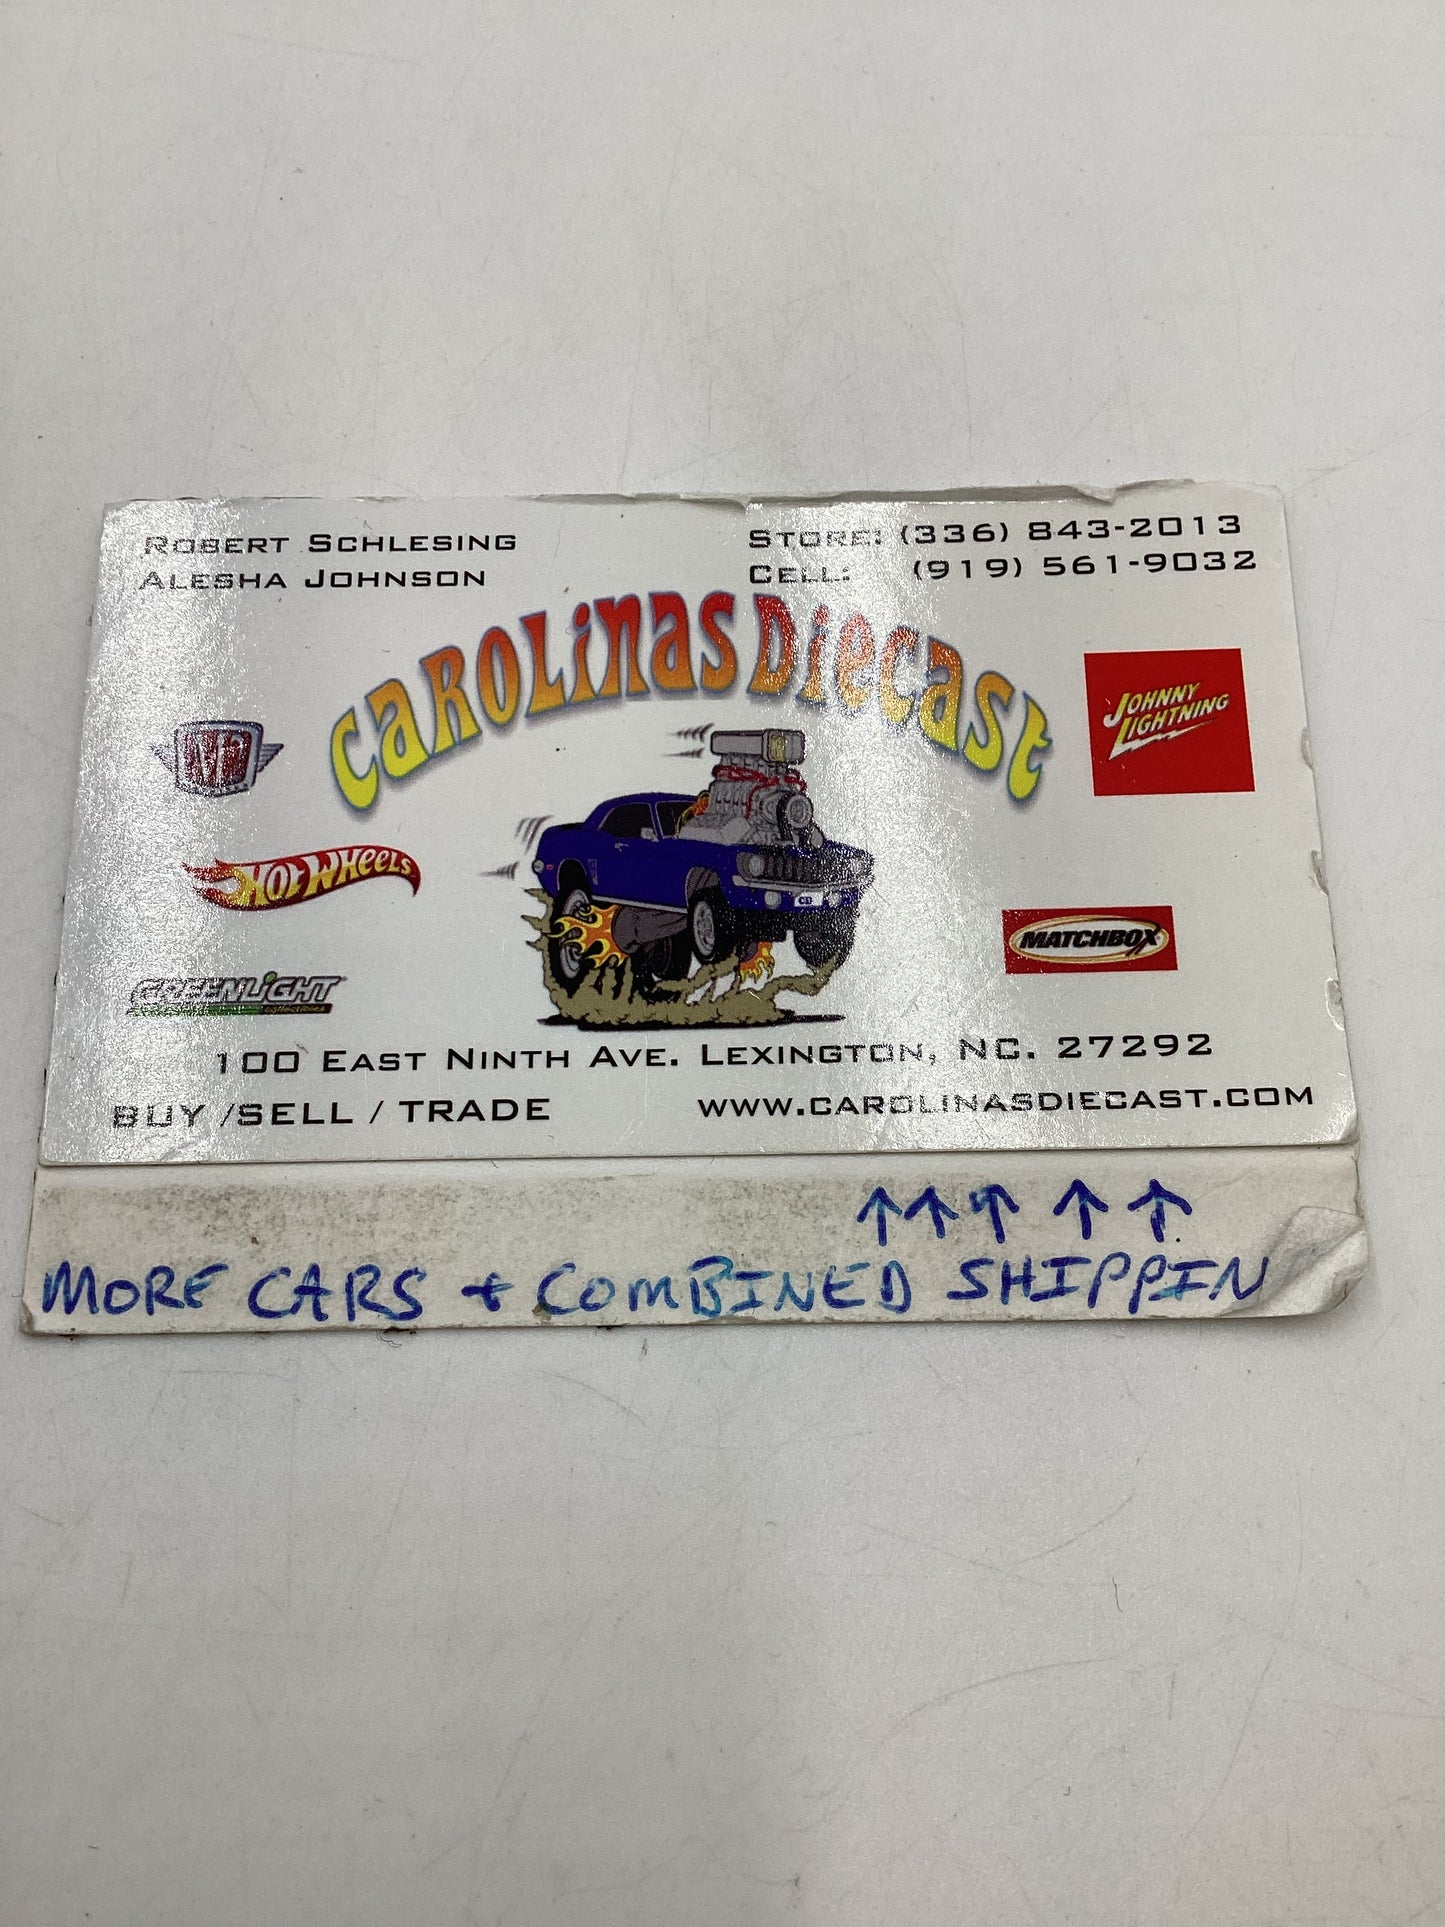 ROBERT SCHLESING
ALESHA JOHNSON
STORE: (336) 843-2013
CELL: (919) 561-9032
CAROLINAS DIECAST
M2
JOHNNY LIGHTNING
HOT WHEELS
CD
MATCHBOX
GREENLIGHT
collectibles
100 EAST NINTH AVE. LEXINGTON, NC. 27292
BUY /SELL / TRADE
WWW.CAROLINASDIECAST.COM
↑ ↑ ↑ ↑ ↑
MORE CARS + COMBINED SHIPPIN